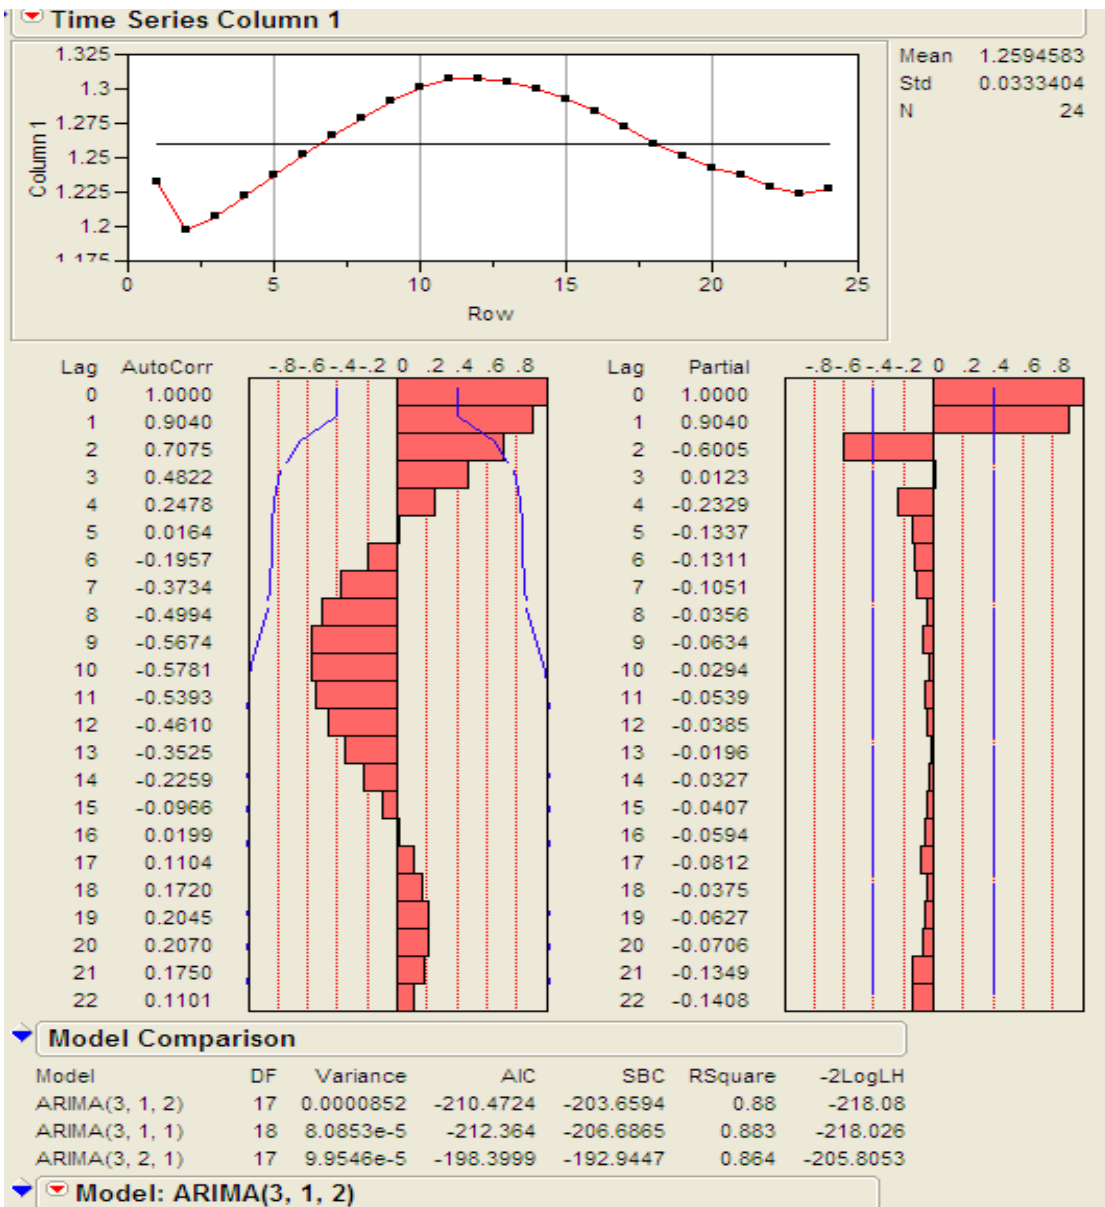 Time Series Column 1
1.325
1.3
1.275
1.25
1.225
1.2
1.175
Column 1
0 5 10 15 20 25
Row
Mean 1.2594583
Std 0.0333404
N 24
Lag AutoCorr -.8-.6-.4-.2 0 .2 .4 .6 .8 Lag Partial -.8-.6-.4-.2 0 .2 .4 .6 .8
0 1.0000 0 1.0000
1 0.9040 1 0.9040
2 0.7075 2 -0.6005
3 0.4822 3 0.0123
4 0.2478 4 -0.2329
5 0.0164 5 -0.1337
6 -0.1957 6 -0.1311
7 -0.3734 7 -0.1051
8 -0.4994 8 -0.0356
9 -0.5674 9 -0.0634
10 -0.5781 10 -0.0294
11 -0.5393 11 -0.0539
12 -0.4610 12 -0.0385
13 -0.3525 13 -0.0196
14 -0.2259 14 -0.0327
15 -0.0966 15 -0.0407
16 0.0199 16 -0.0594
17 0.1104 17 -0.0812
18 0.1720 18 -0.0375
19 0.2045 19 -0.0627
20 0.2070 20 -0.0706
21 0.1750 21 -0.1349
22 0.1101 22 -0.1408
Model Comparison
Model DF Variance AIC SBC RSquare -2LogLH
ARIMA(3, 1, 2) 17 0.0000852 -210.4724 -203.6594 0.88 -218.08
ARIMA(3, 1, 1) 18 8.0853e-5 -212.364 -206.6865 0.883 -218.026
ARIMA(3, 2, 1) 17 9.9546e-5 -198.3999 -192.9447 0.864 -205.8053
Model: ARIMA(3, 1, 2)